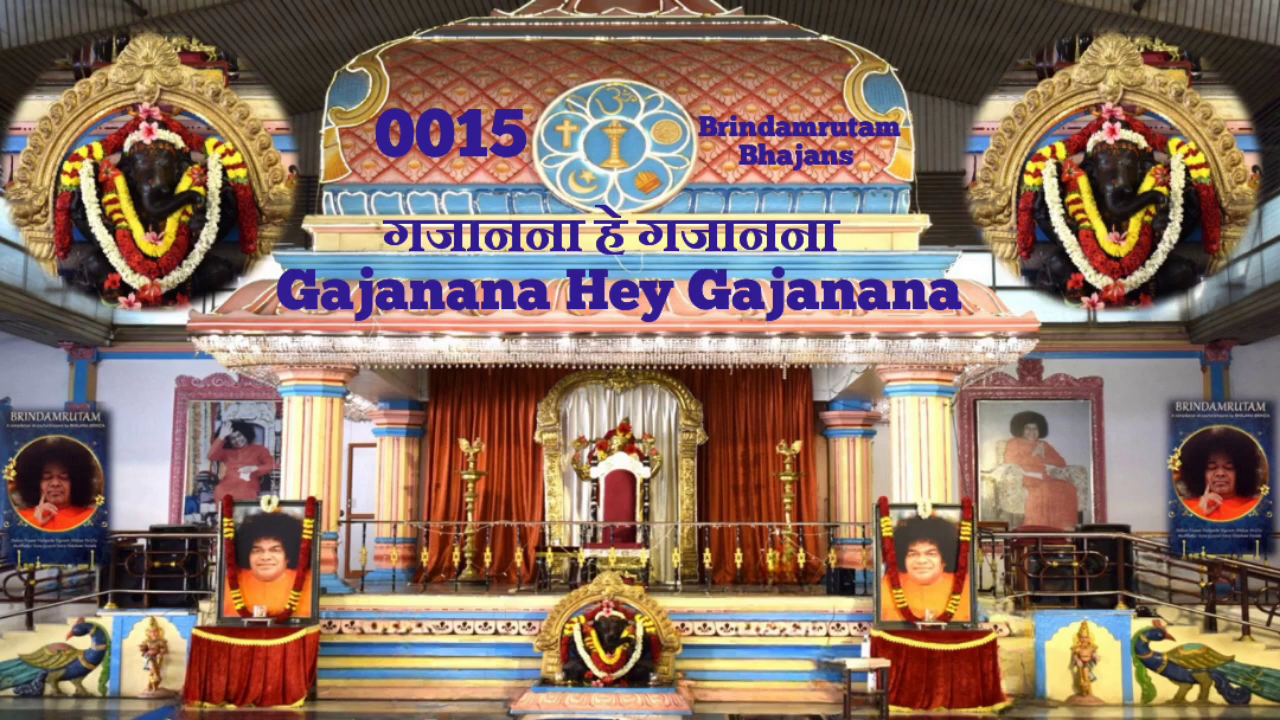 0015
Brindamrutam
Bhajans
गजानना हे गजानना
Gajanana Hey Gajanana
BRINDAMRUTAM
BRINDAMRUTAM